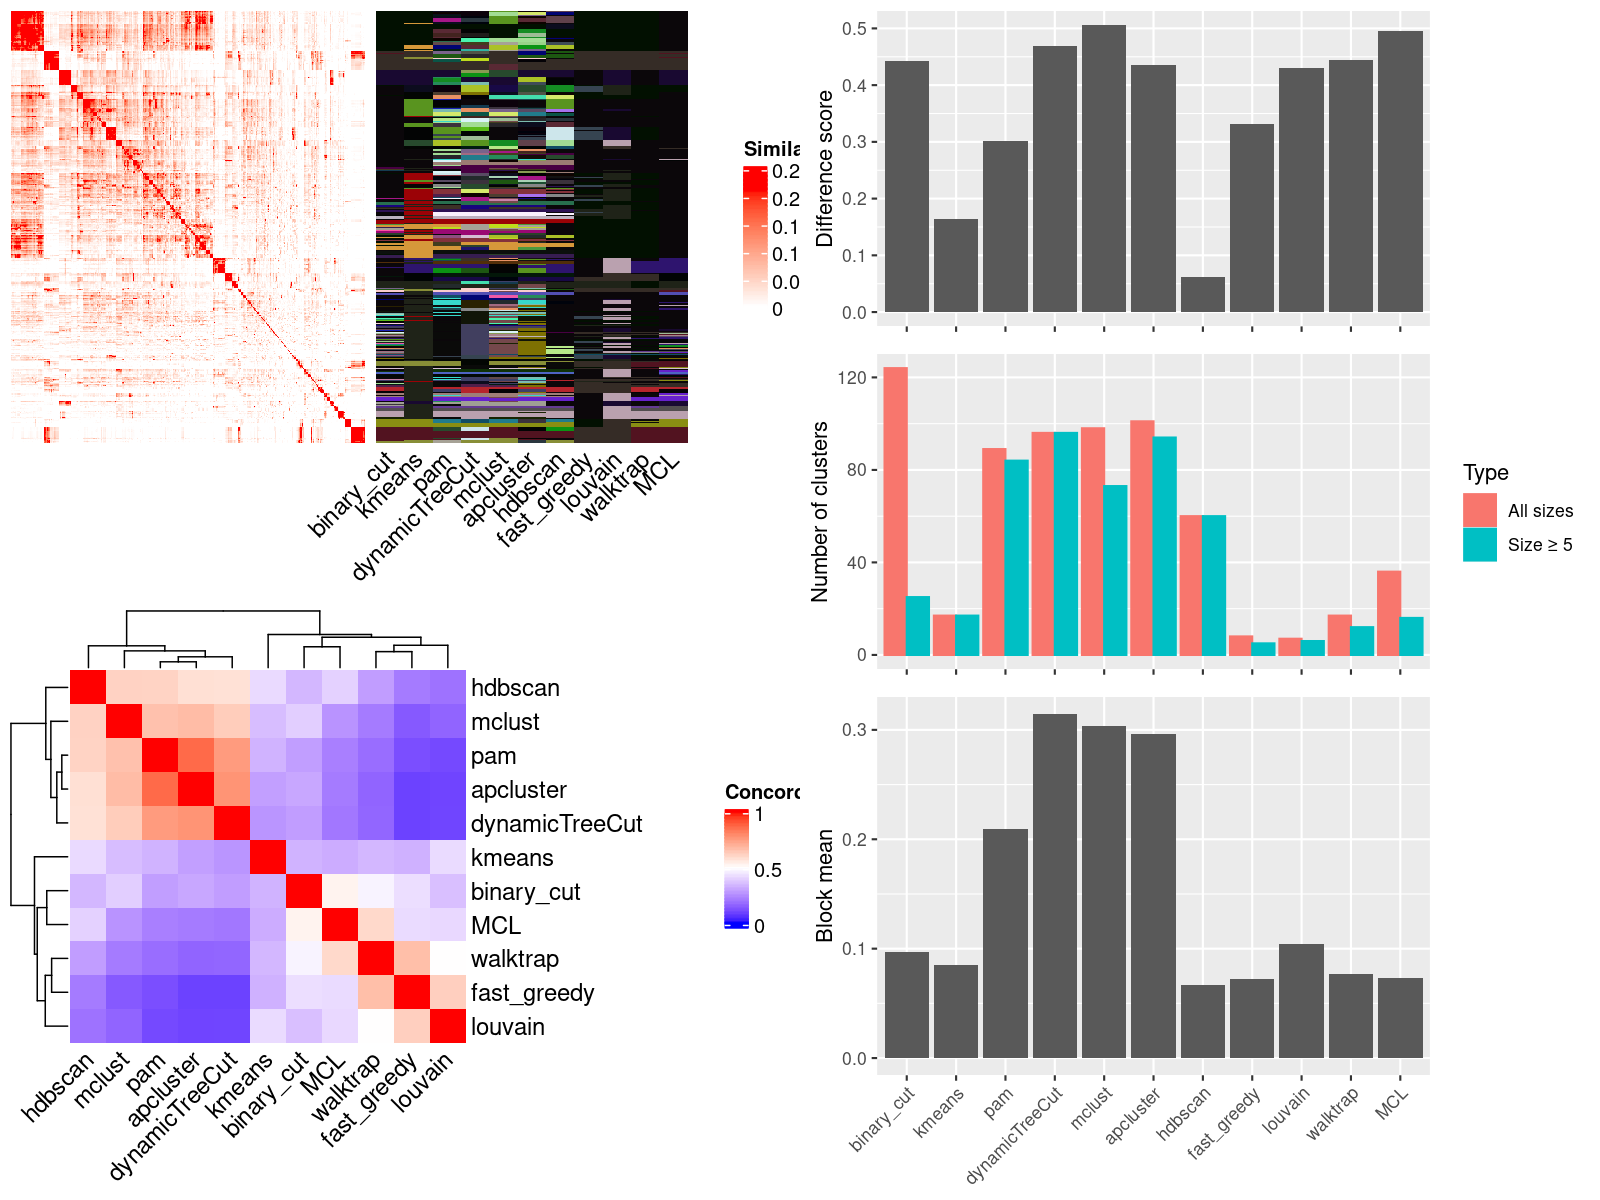 Simila
0.2
0.2
0.1
0.1
0.0
0
binary_cut
kmeans
pam
dynamicTreeCut
mclust
apcluster
hdbscan
fast_greedy
louvain
walktrap
MCL
Concord
1
0.5
0
hdbscan
mclust
pam
apcluster
dynamicTreeCut
kmeans
binary_cut
MCL
walktrap
fast_greedy
louvain
hdbscan
mclust
pam
apcluster
dynamicTreeCut
kmeans
binary_cut
MCL
walktrap
fast_greedy
louvain
Difference score
0.5
0.4
0.3
0.2
0.1
0.0
Number of clusters
120
80
40
0
Type
All sizes
Size ≥ 5
Block mean
0.3
0.2
0.1
0.0
binary_cut
kmeans
pam
dynamicTreeCut
mclust
apcluster
hdbscan
fast_greedy
louvain
walktrap
MCL